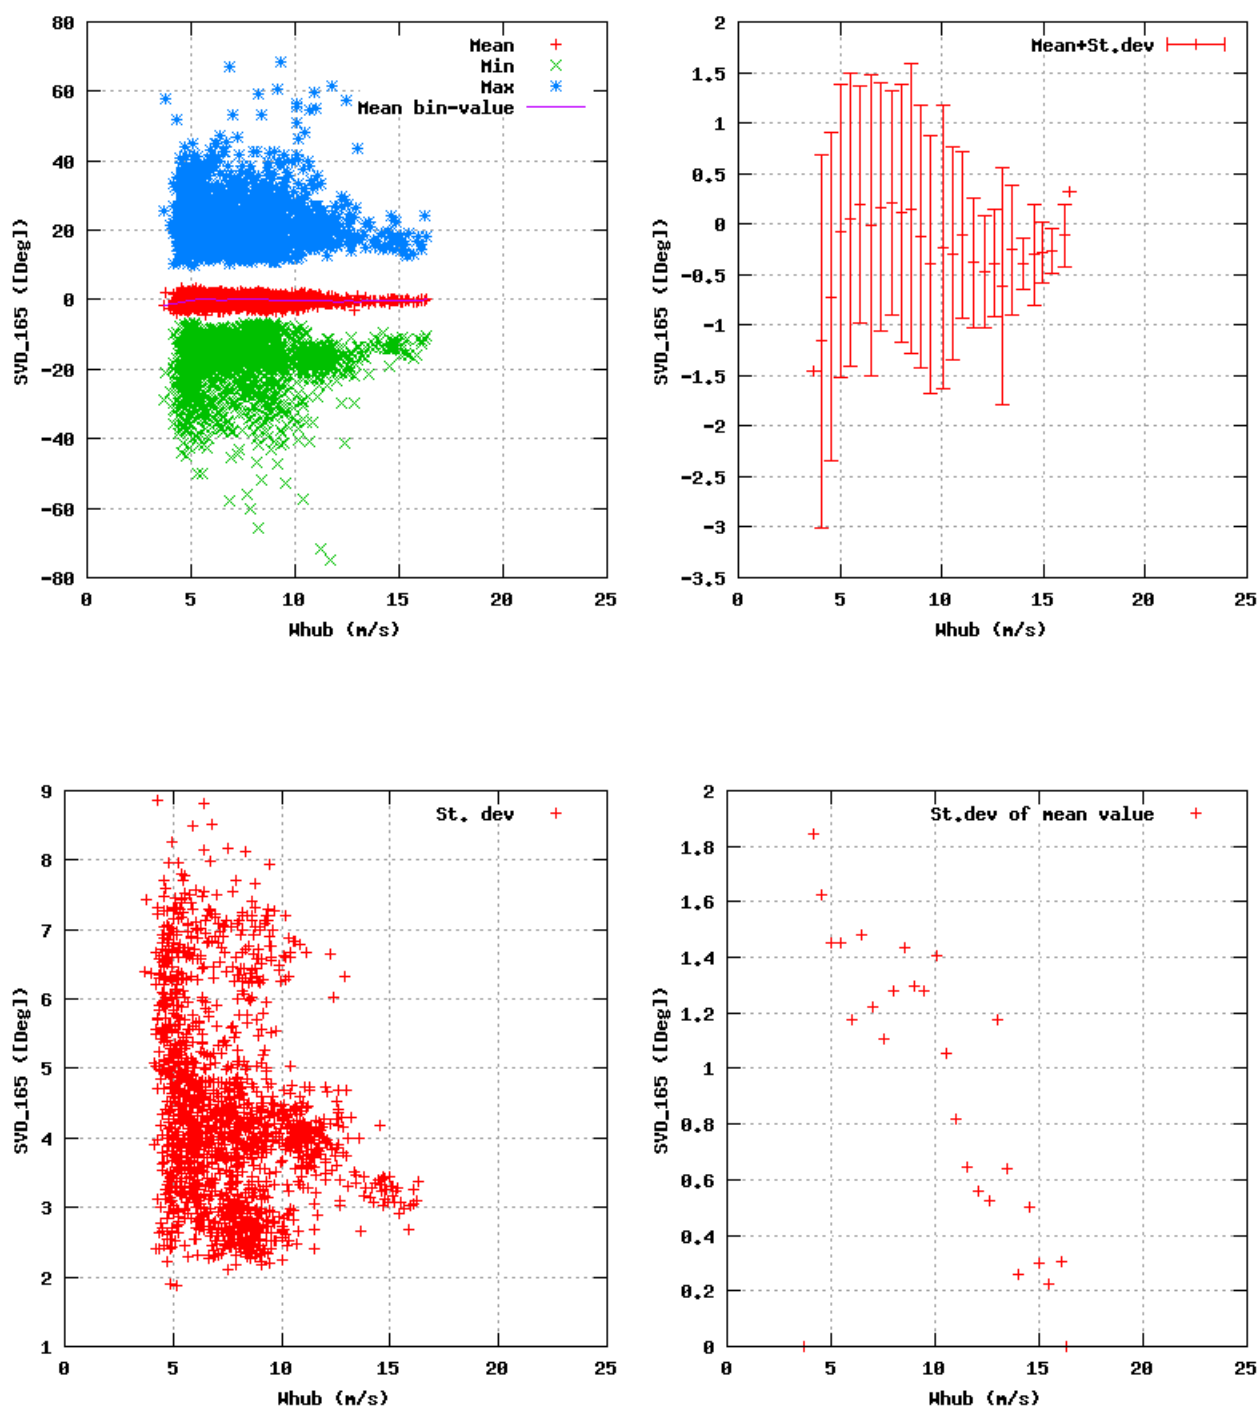 80
60
40
20
0
-20
-40
-60
-80
0 5 10 15 20 25
SVD_165 ([Deg])
Whub (m/s)
Mean
Min
Max
Mean bin-value
2
1.5
1
0.5
0
-0.5
-1
-1.5
-2
-2.5
-3
-3.5
0 5 10 15 20 25
SVD_165 ([Deg])
Whub (m/s)
Mean+St.dev
9
8
7
6
5
4
3
2
1
0 5 10 15 20 25
SVD_165 ([Deg])
Whub (m/s)
St. dev
2
1.8
1.6
1.4
1.2
1
0.8
0.6
0.4
0.2
0
0 5 10 15 20 25
SVD_165 ([Deg])
Whub (m/s)
St.dev of mean value